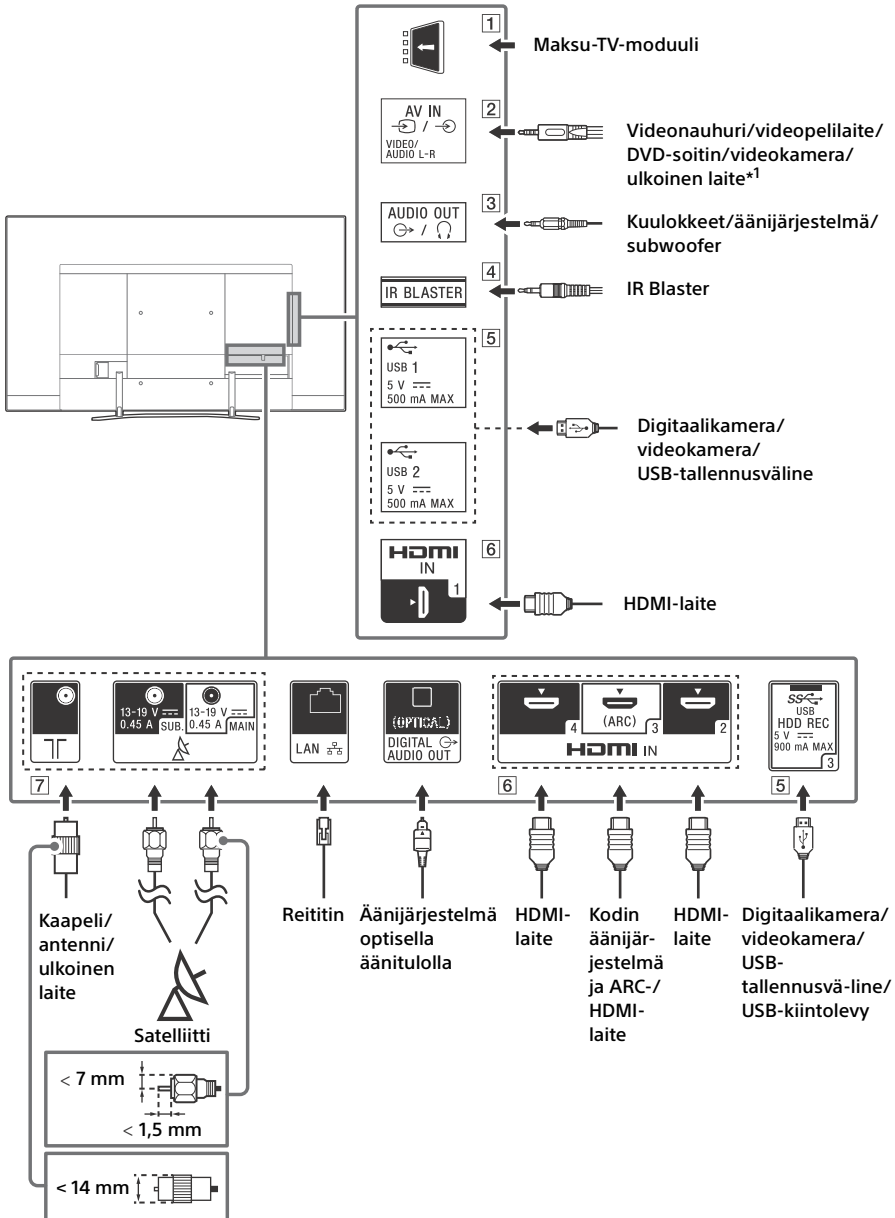 1
Maksu-TV-moduuli
AV IN
/
VIDEO/
AUDIO L-R
2
Videonauhuri/videopelilaite/
DVD-soitin/videokamera/
ulkoinen laite*1
AUDIO OUT
/
3
Kuulokkeet/äänijärjestelmä/
subwoofer
4
IR BLASTER
IR Blaster
5
USB 1
5 V
500 mA MAX
USB 2
5 V
500 mA MAX
Digitaalikamera/
videokamera/
USB-tallennusväline
6
HDMI
IN
1
HDMI-laite
13-19 V
0.45 A
SUB.
13-19 V
0.45 A
MAIN
7
LAN
(OPTICAL)
DIGITAL
AUDIO OUT
4
(ARC)
3
2
HDMI IN
6
SS
USB
HDD REC
5 V
900 mA MAX
3
5
Kaapeli/
antenni/
ulkoinen
laite
Satelliitti
Reititin
Äänijärjestelmä
optisella
äänitulolla
HDMI-
laite
Kodin
äänijär-
jestelmä
ja ARC-/
HDMI-
laite
HDMI-
laite
Digitaalikamera/
videokamera/
USB-
tallennusvä-line/
USB-kiintolevy
< 7 mm
< 1,5 mm
< 14 mm